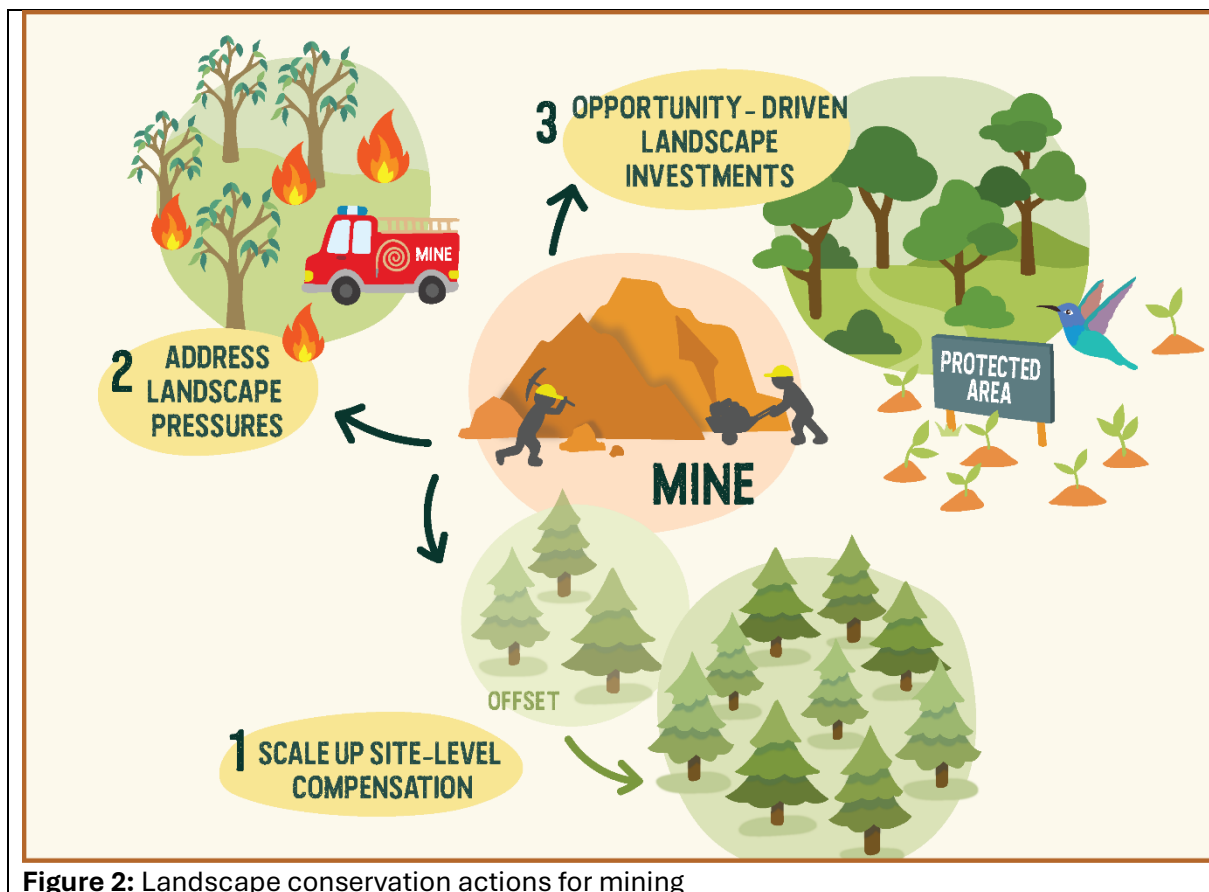 3 OPPORTUNITY-DRIVEN
LANDSCAPE
INVESTMENTS
MINE
2 ADDRESS
LANDSCAPE
PRESSURES
PROTECTED
AREA
MINE
OFFSET
1 SCALE UP SITE-LEVEL
COMPENSATION
Figure 2: Landscape conservation actions for mining